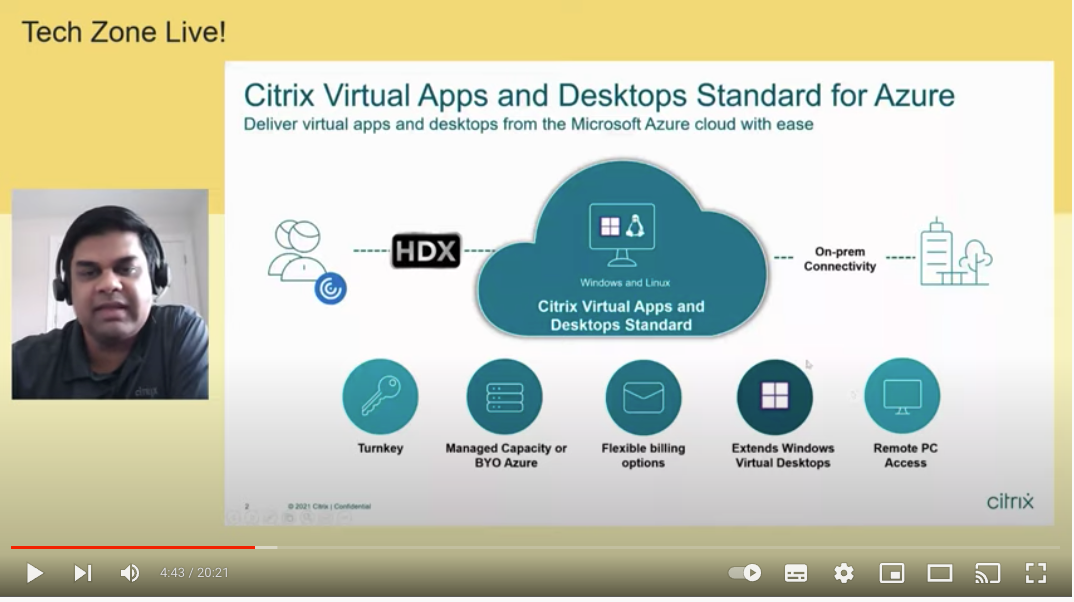 Tech Zone Live!
Citrix Virtual Apps and Desktops Standard for Azure
Deliver virtual apps and desktops from the Microsoft Azure cloud with ease
HDX
Windows and Linux
Citrix Virtual Apps and
Desktops Standard
On-prem
Connectivity
Turnkey
Managed Capacity or
BYO Azure
Flexible billing
options
Extends Windows
Virtual Desktops
Remote PC
Access
citrix
2
© 2021 Citrix | Confidential
citrix
4:43 / 20:21